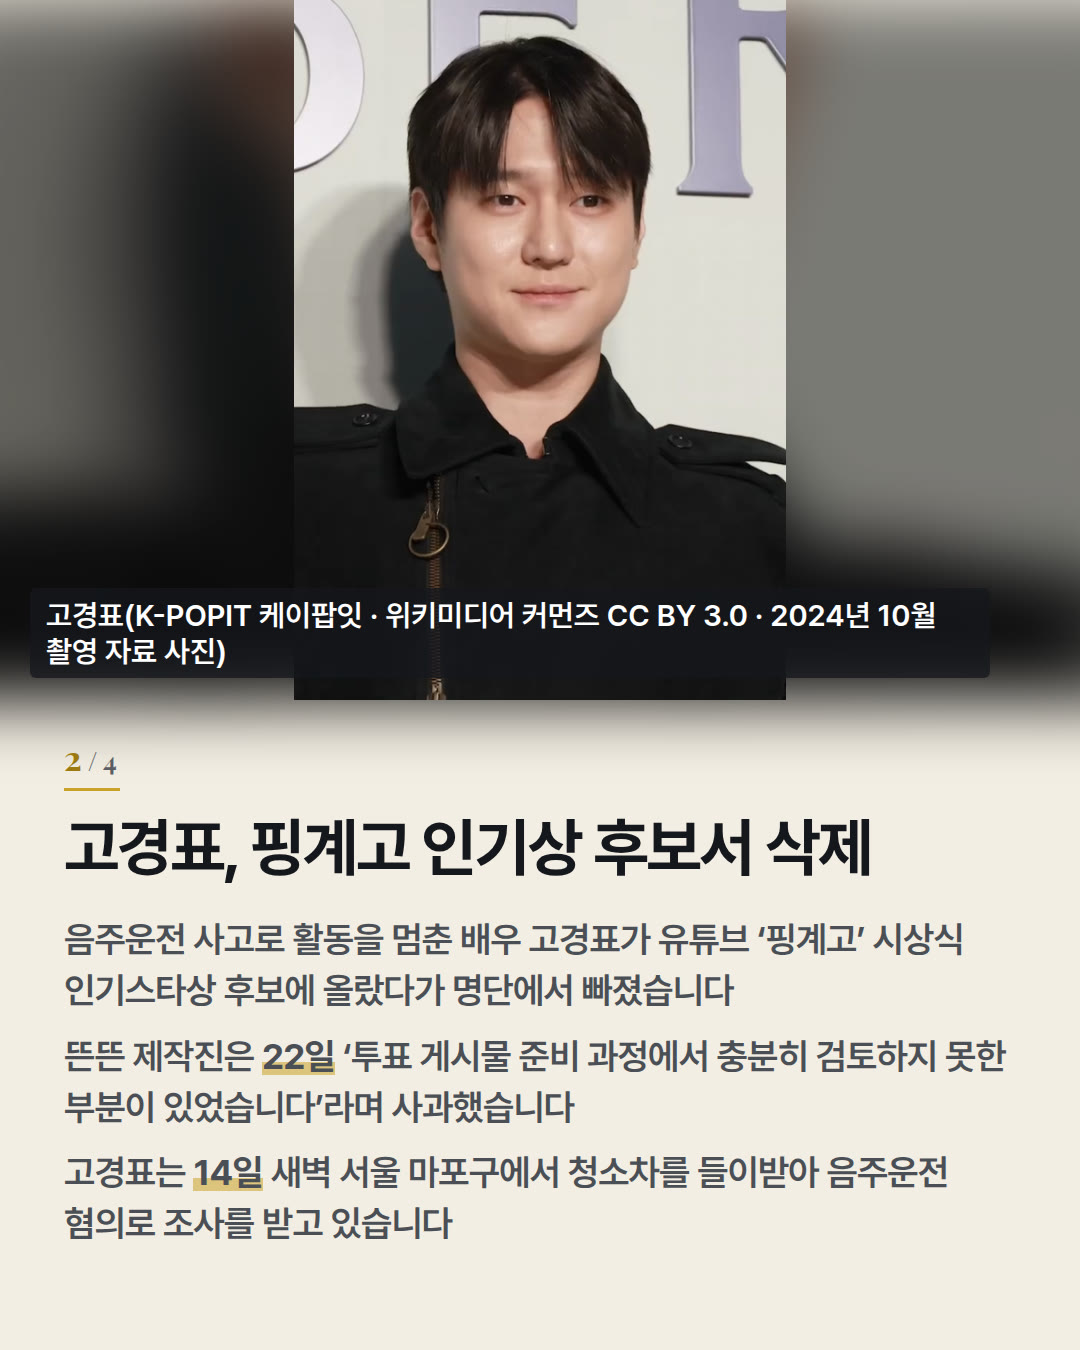 고경표(K-POPIT 케이팝잇 · 위키미디어 커먼즈 CC BY 3.0 · 2024년 10월
촬영 자료 사진)
2 / 4
고경표, 핑계고 인기상 후보서 삭제
음주운전 사고로 활동을 멈춘 배우 고경표가 유튜브 ‘핑계고’ 시상식
인기스타상 후보에 올랐다가 명단에서 빠졌습니다
뜬뜬 제작진은 22일 ‘투표 게시물 준비 과정에서 충분히 검토하지 못한
부분이 있었습니다’라며 사과했습니다
고경표는 14일 새벽 서울 마포구에서 청소차를 들이받아 음주운전
혐의로 조사를 받고 있습니다